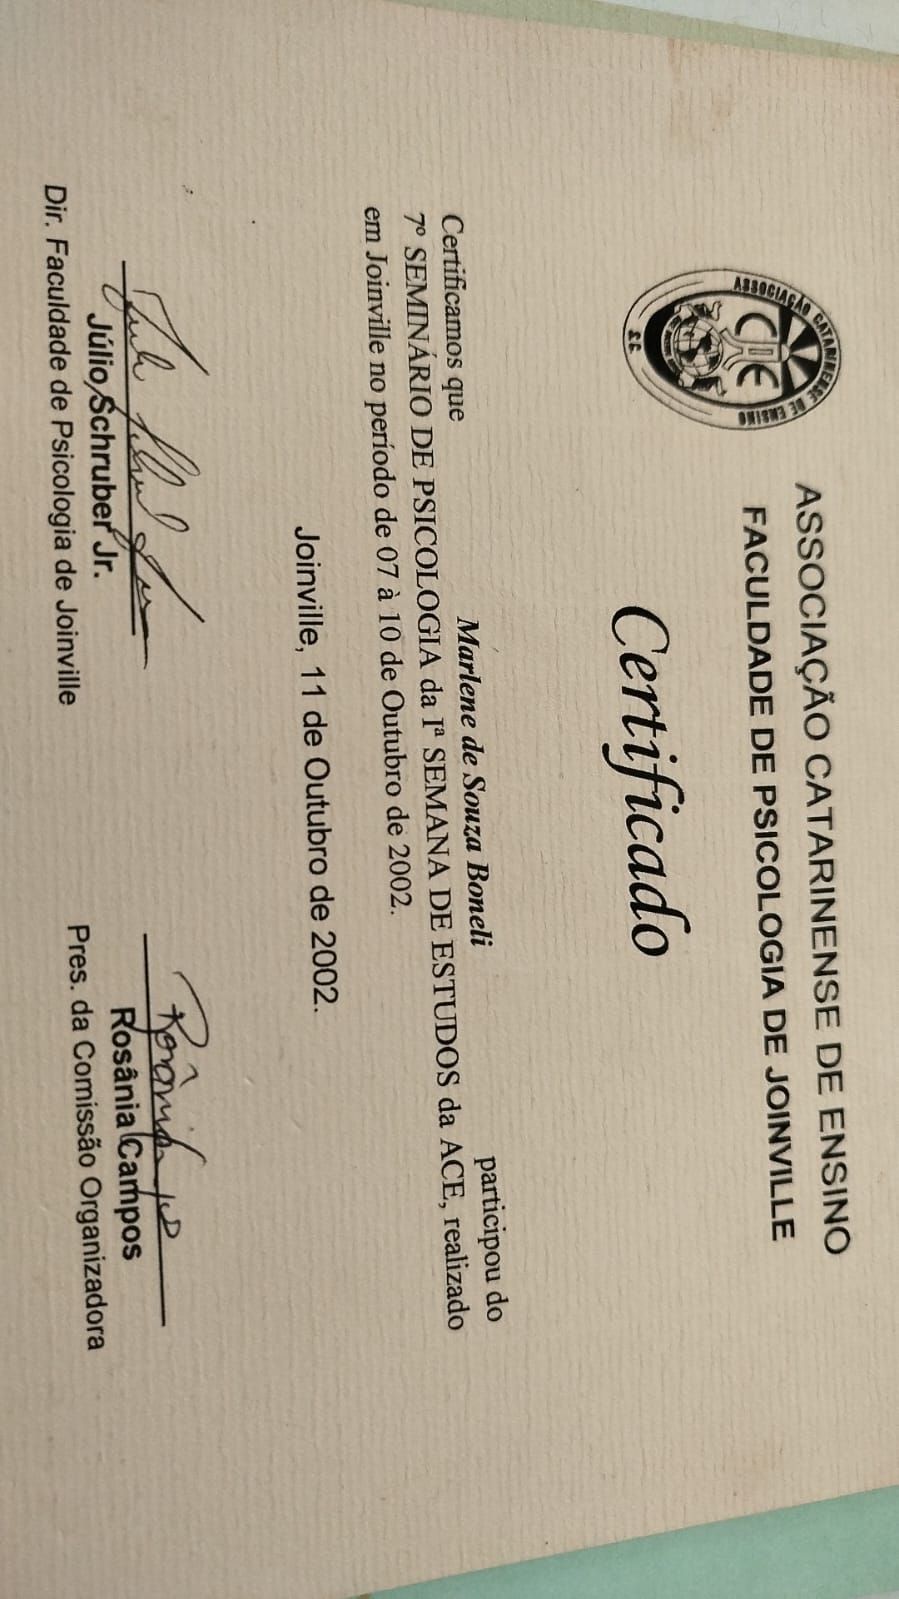 ASSOCIAÇÃO CATARINENSE DE ENSINO
FACULDADE DE PSICOLOGIA DE JOINVILLE
ASSOCIAÇÃO CATARINENSE DE ENSINO
ACE
SC
Certificado
Certificamos que Marlene de Souza Boneli participou do
7º SEMINÁRIO DE PSICOLOGIA da Iª SEMANA DE ESTUDOS da ACE, realizado
em Joinville no período de 07 à 10 de Outubro de 2002.
Joinville, 11 de Outubro de 2002.
Júlio Schruber Jr.
Dir. Faculdade de Psicologia de Joinville
Rosânia Campos
Pres. da Comissão Organizadora